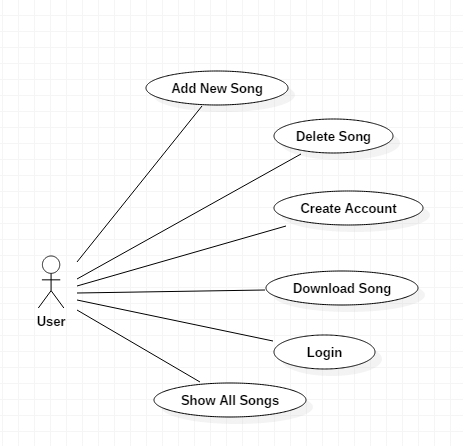 Add New Song
Delete Song
Create Account
Download Song
User
Login
Show All Songs